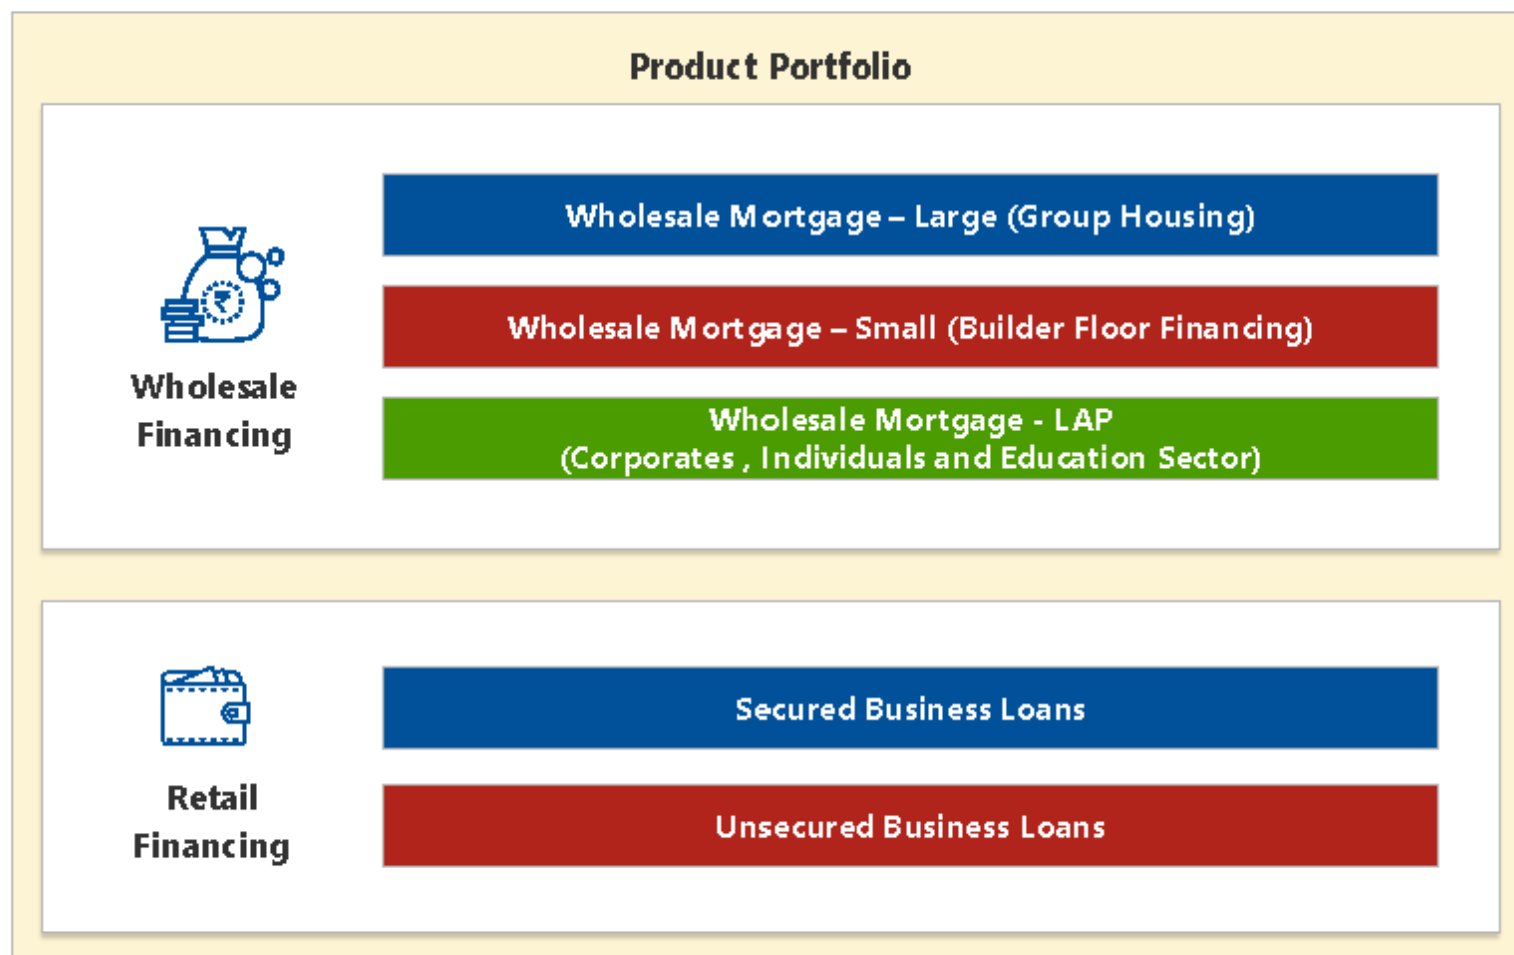 Product Portfolio
Wholesale Mortgage – Large (Group Housing)
Wholesale Mortgage – Small (Builder Floor Financing)
Wholesale Mortgage - LAP
(Corporates , Individuals and Education Sector)
₹
Wholesale
Financing
Secured Business Loans
Unsecured Business Loans
Retail
Financing